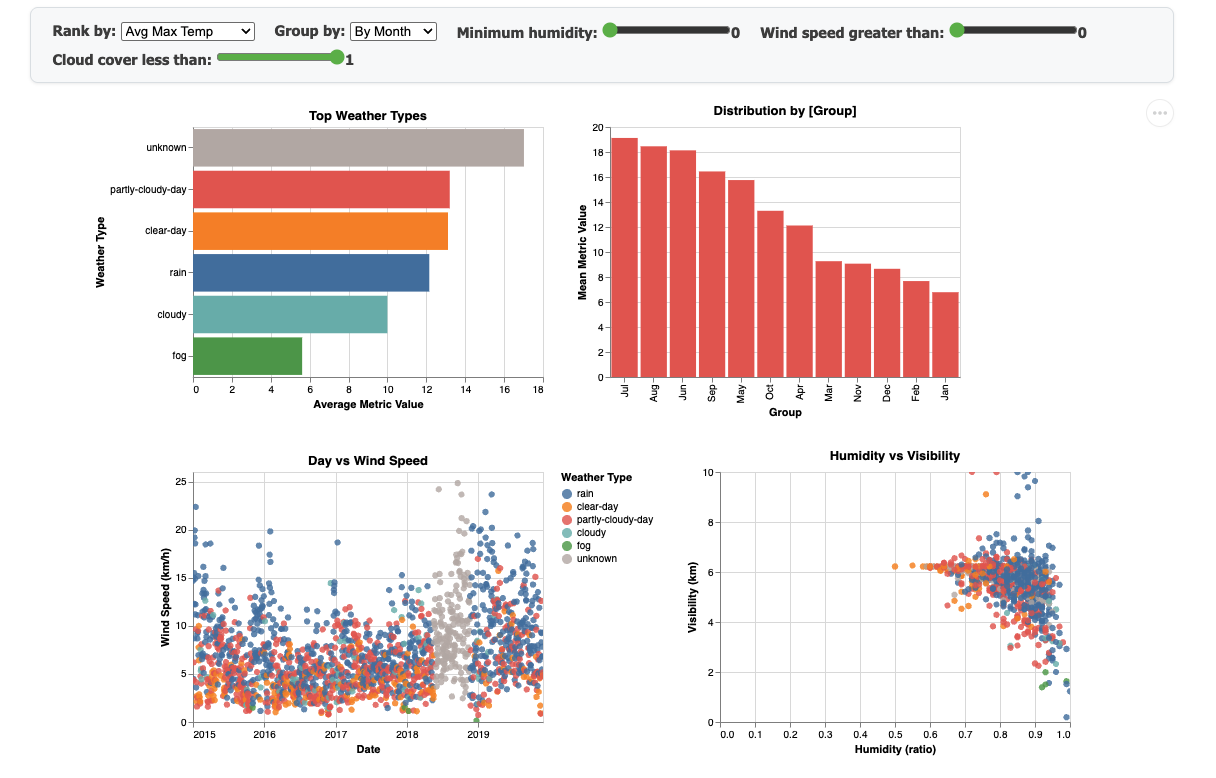 Rank by: Avg Max Temp Group by: By Month Minimum humidity: 0 Wind speed greater than: 0
Cloud cover less than: 1
Top Weather Types
Weather Type
unknown
partly-cloudy-day
clear-day
rain
cloudy
fog
0 2 4 6 8 10 12 14 16 18
Average Metric Value
Distribution by [Group]
Mean Metric Value
20
18
16
14
12
10
8
6
4
2
0
Jul Aug Jun Sep May Oct Apr Mar Nov Dec Feb Jan
Group
Day vs Wind Speed
Wind Speed (km/h)
25
20
15
10
5
0
2015 2016 2017 2018 2019
Date
Weather Type
rain
clear-day
partly-cloudy-day
cloudy
fog
unknown
Humidity vs Visibility
Visibility (km)
10
8
6
4
2
0
0.0 0.1 0.2 0.3 0.4 0.5 0.6 0.7 0.8 0.9 1.0
Humidity (ratio)